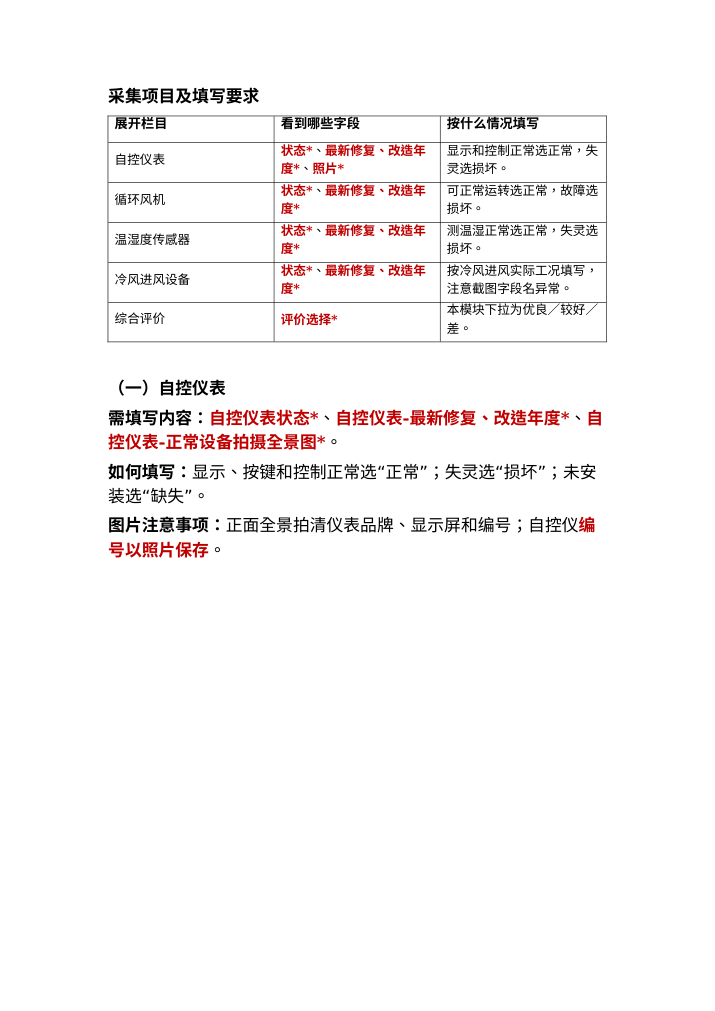 采集项目及填写要求
展开栏目 看到哪些字段 按什么情况填写
自控仪表 状态*、最新修复、改造年度*、照片* 显示和控制正常选正常，失灵选损坏。
循环风机 状态*、最新修复、改造年度* 可正常运转选正常，故障选损坏。
温湿度传感器 状态*、最新修复、改造年度* 测温湿正常选正常，失灵选损坏。
冷风进风设备 状态*、最新修复、改造年度* 按冷风进风实际工况填写，注意截图字段名异常。
综合评价 评价选择* 本模块下拉为优良／较好／差。
（一）自控仪表
需填写内容：自控仪表状态*、自控仪表-最新修复、改造年度*、自
控仪表-正常设备拍摄全景图*。
如何填写：显示、按键和控制正常选“正常”；失灵选“损坏”；未安
装选“缺失”。
图片注意事项：正面全景拍清仪表品牌、显示屏和编号；自控仪编
号以照片保存。